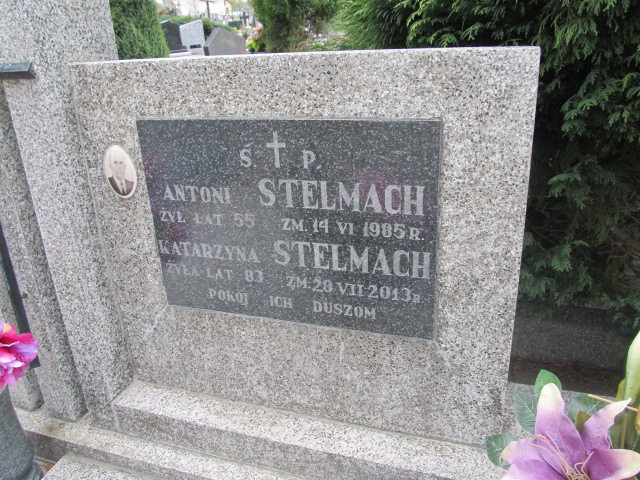 Ś. P.
ANTONI STELMACH
ŻYŁ LAT 55 ZM. 14 VI 1985 R.
KATARZYNA STELMACH
ŻYŁA LAT 83 ZM. 28 VII 2013 R
POKÓJ ICH DUSZOM